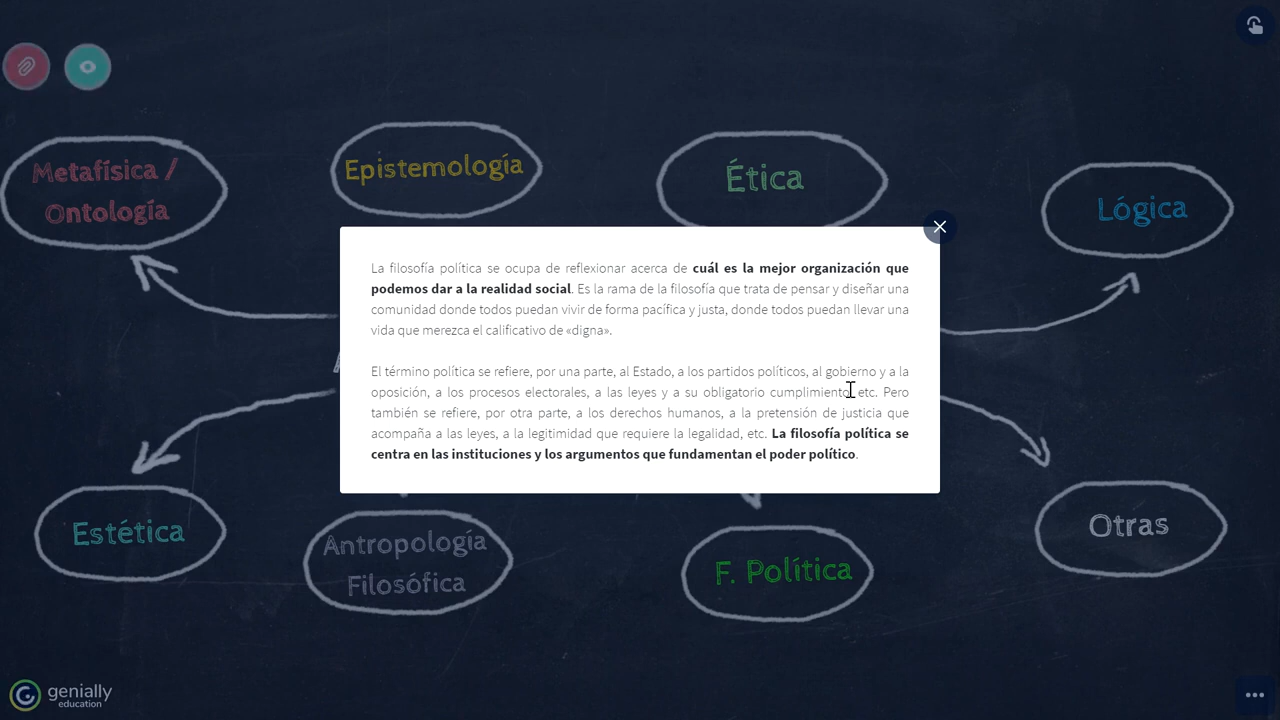 Metafísica /
Ontología
Epistemología
Ética
Lógica
La filosofía política se ocupa de reflexionar acerca de cuál es la mejor organización que
podemos dar a la realidad social. Es la rama de la filosofía que trata de pensar y diseñar una
comunidad donde todos puedan vivir de forma pacífica y justa, donde todos puedan llevar una
vida que merezca el calificativo de «digna».
El término política se refiere, por una parte, al Estado, a los partidos políticos, al gobierno y a la
oposición, a los procesos electorales, a las leyes y a su obligatorio cumplimiento, etc. Pero
también se refiere, por otra parte, a los derechos humanos, a la pretensión de justicia que
acompaña a las leyes, a la legitimidad que requiere la legalidad, etc. La filosofía política se
centra en las instituciones y los argumentos que fundamentan el poder político.
Estética
Antropología
Filosófica
F. Política
Otras
genially
education